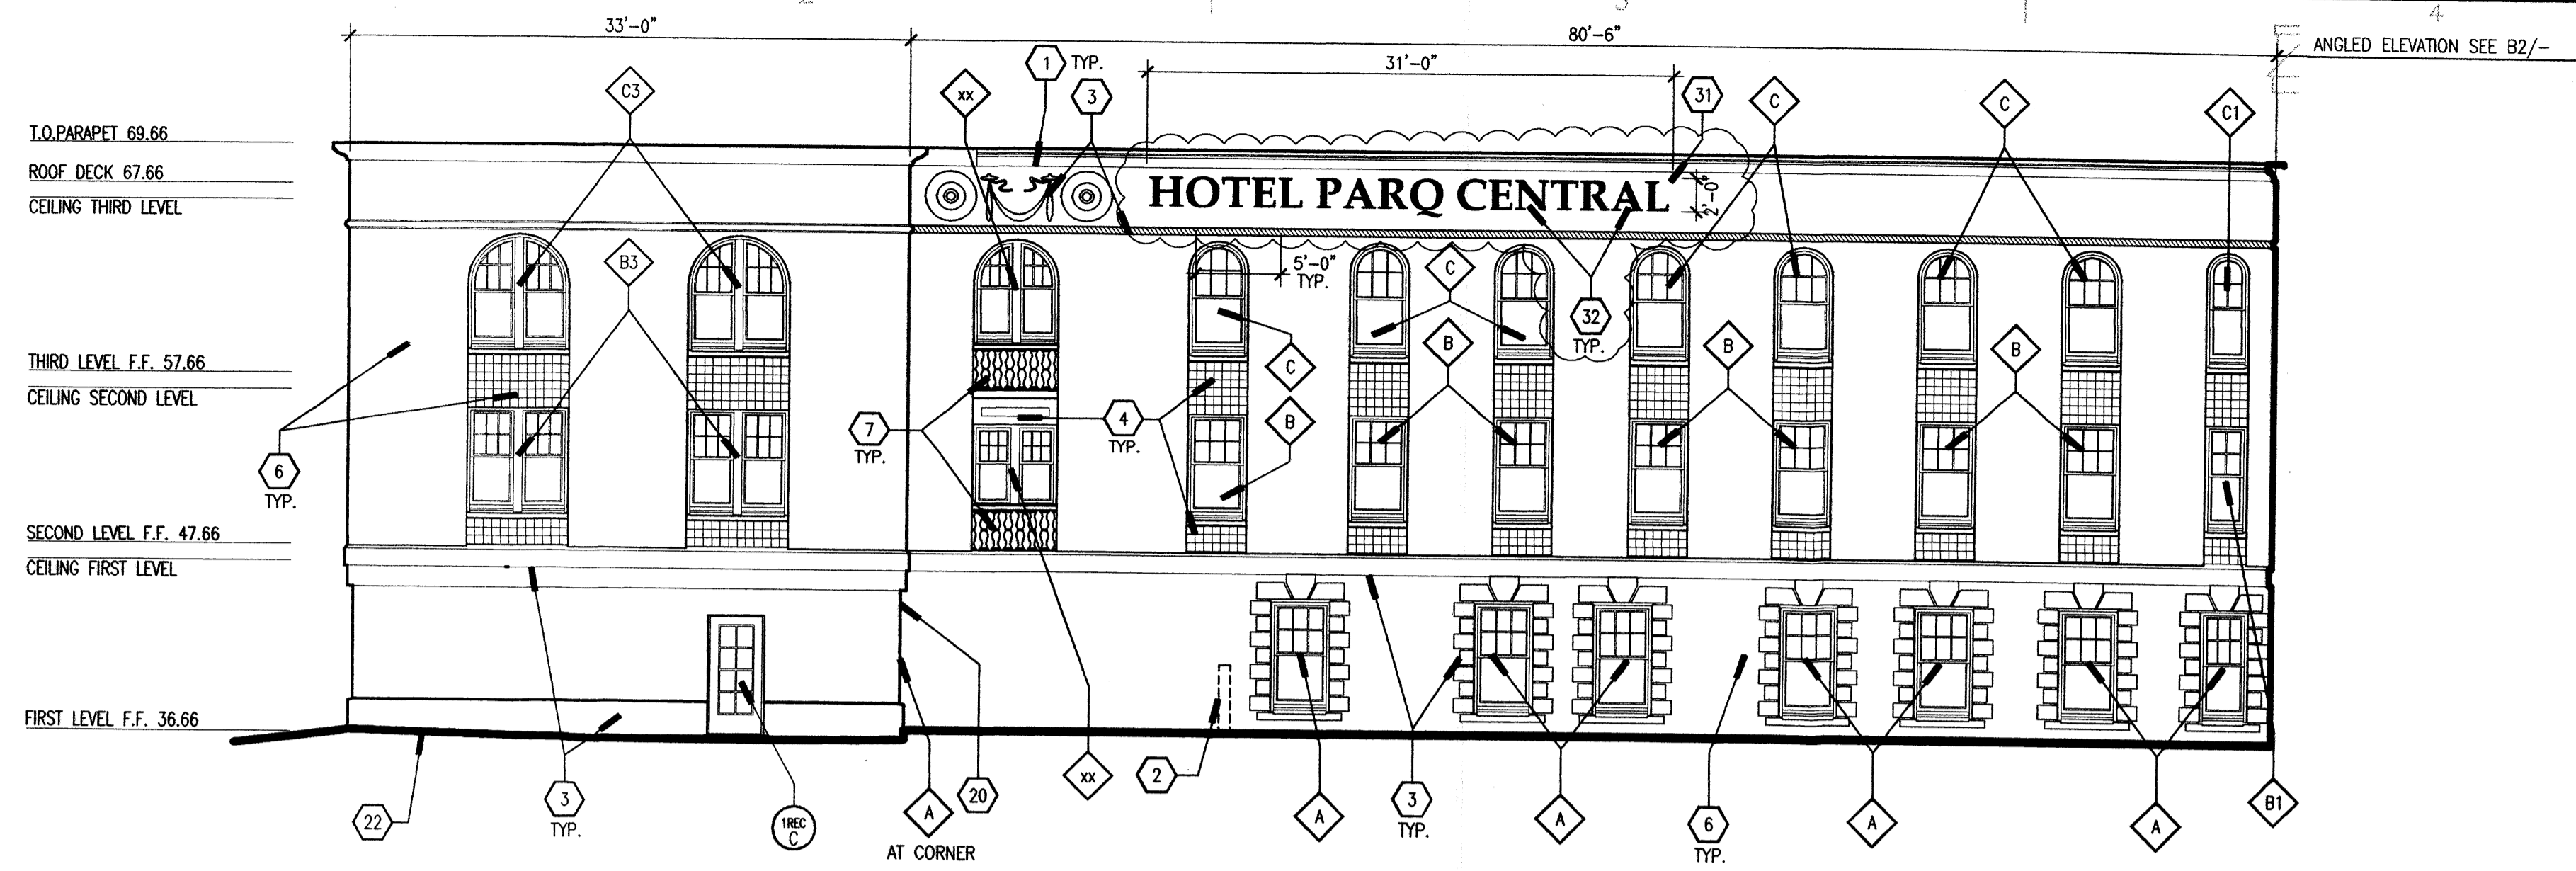 2
3
4
33'-0"
80'-6"
ANGLED ELEVATION SEE B2/-
31'-0"
1 TYP.
C3
xx
3
31
C
C
C1
T.O.PARAPET 69.66
ROOF DECK 67.66
CEILING THIRD LEVEL
HOTEL PARQ CENTRAL
2'-0"
B3
5'-0"
TYP.
C
32
TYP.
THIRD LEVEL F.F. 57.66
CEILING SECOND LEVEL
C
B
B
B
B
7
TYP.
4
TYP.
6
TYP.
SECOND LEVEL F.F. 47.66
CEILING FIRST LEVEL
FIRST LEVEL F.F. 36.66
22
3
TYP.
1REC
C
A
AT CORNER
20
xx
2
A
3
TYP.
A
6
TYP.
A
A
B1